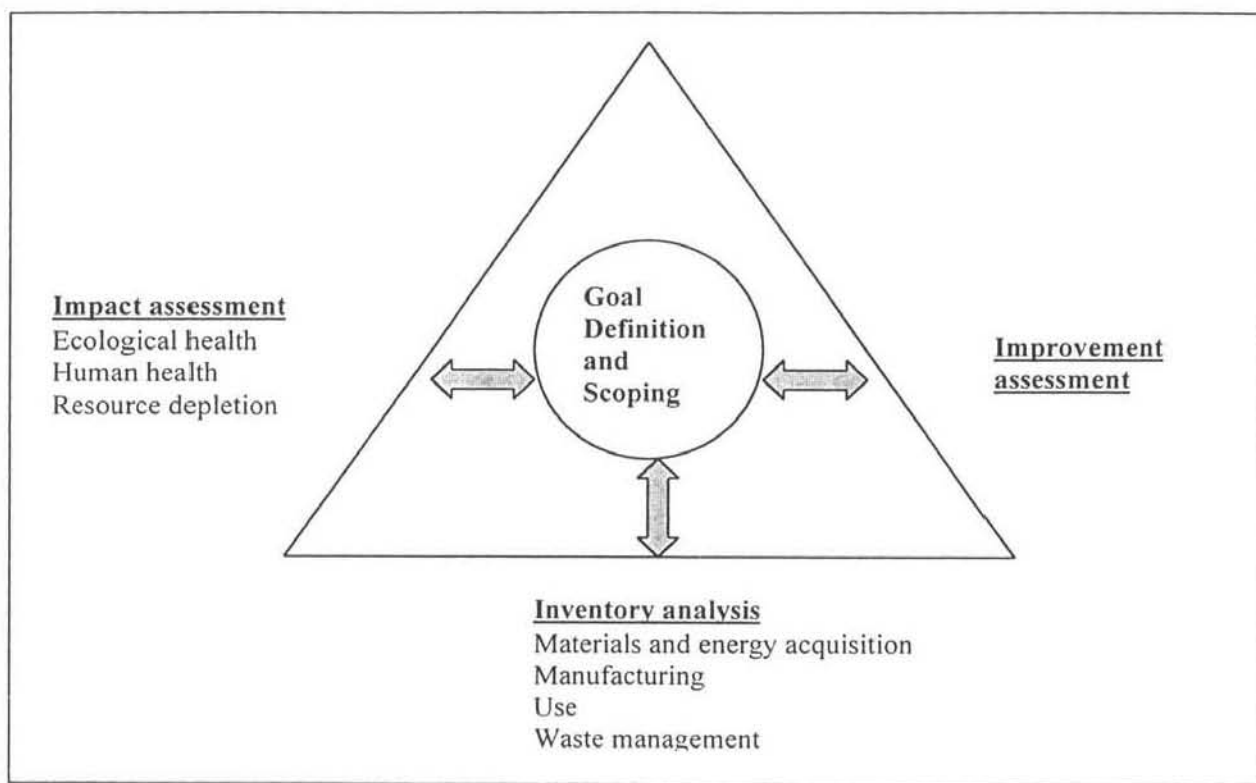 Goal
Definition
and
Scoping
Impact assessment
Ecological health
Human health
Resource depletion
Improvement
assessment
Inventory analysis
Materials and energy acquisition
Manufacturing
Use
Waste management